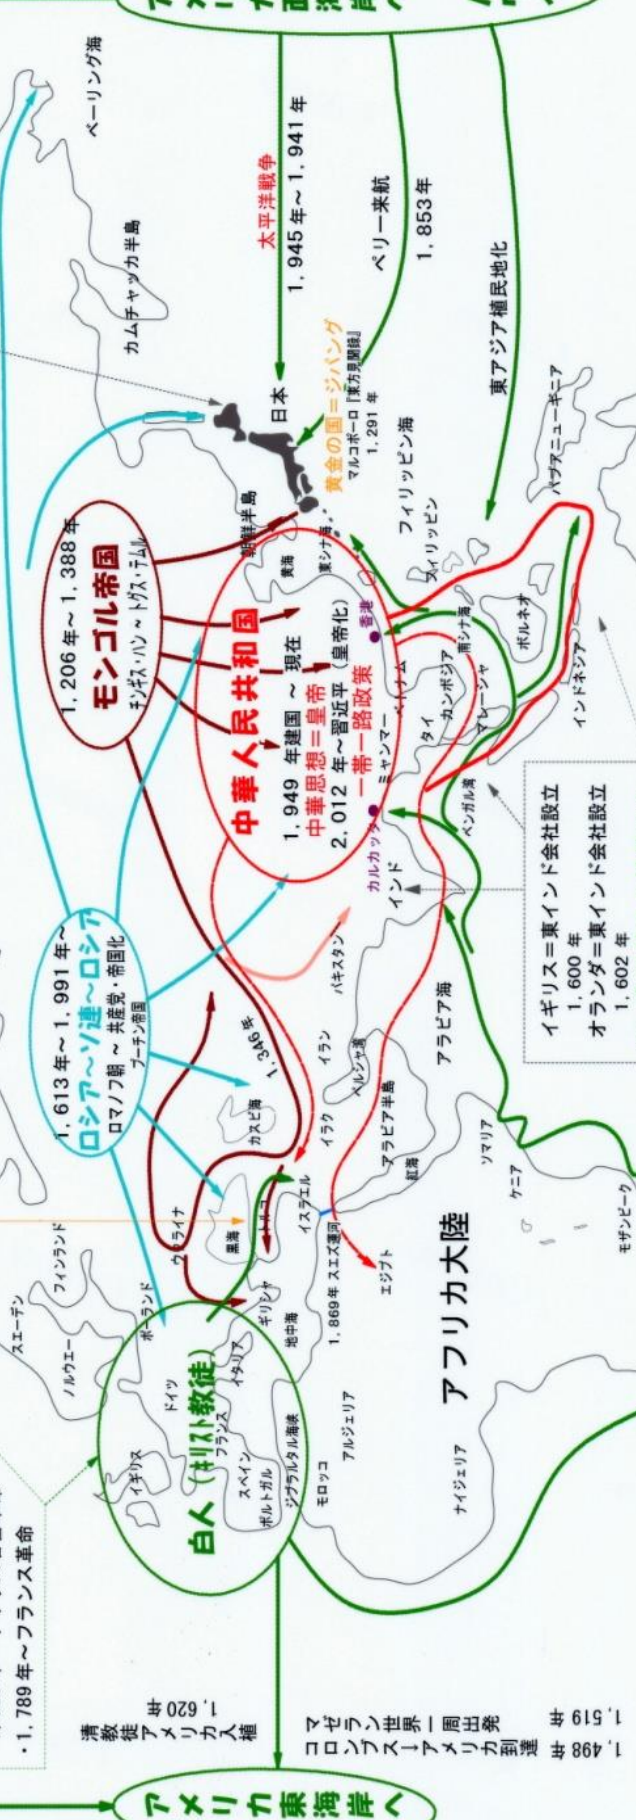 ベーリング海
カムチャッカ半島
太平洋戦争
1,945年～1,941年
ペリー来航
1,853年
東アジア植民地化
日本
黄金の国=ジパング
マルコポーロ『東方見聞録』
1,291年
パプアニューギニア
フィリピン海
フィリピン
朝鮮半島
黄海
東シナ海
1,206年～1,388年
モンゴル帝国
チンギス・ハン～トグス・テムル
中華人民共和国
1,949年建国～現在
中華思想=皇帝
2,012年～習近平(皇帝化)
一帯一路政策
香港
南シナ海
ボルネオ
インドネシア
ベトナム
カンボジア
マレーシャ
タイ
ミャンマー
ベンガル湾
カルカッタ
インド
イギリス=東インド会社設立
1,600年
オランダ=東インド会社設立
1,602年
1,613年～1,991年～
ロシア～ソ連～ロシア
ロマノフ朝～共産党・帝国化
プーチン帝国
パキスタン
アラビア海
1,346年
イラン
ペルシャ湾
カスピ海
イラク
アラビア半島
紅海
ソマリア
ケニア
モザンビーク
ウクライナ
黒海
トルコ
イスラエル
1,869年 スエズ運河
エジプト
アフリカ大陸
スエーデン
フィンランド
ノルウエー
ポーランド
ギリシャ
地中海
イタリア
ドイツ
白人(キリスト教徒)
フランス
イギリス
スペイン
ポルトガル
ジブラルタル海峡
モロッコ
アルジェリア
ナイジェリア
・1,789年～フランス革命
清教徒アメリカ入植
1,620年
マゼラン世界一周出発
1,519年
コロンブス→アメリカ到達
1,498年
アメリカ東海岸へ